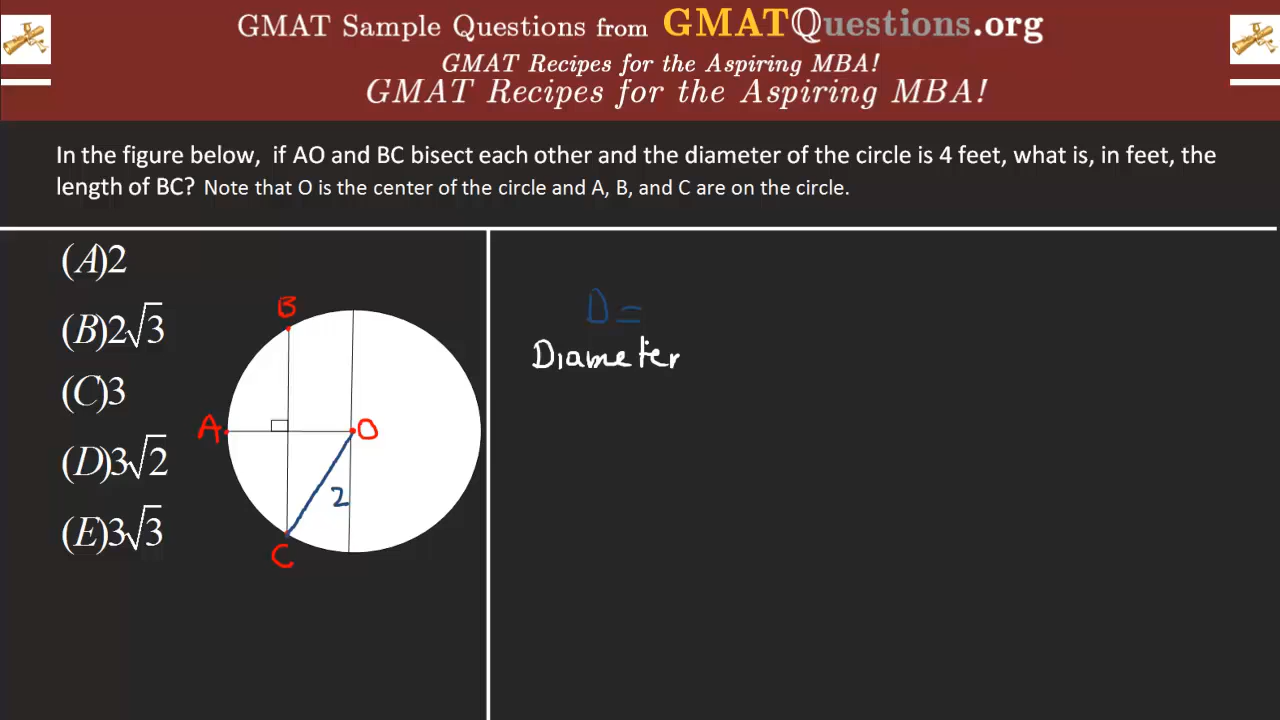 GMAT Sample Questions from GMATQuestions.org
GMAT Recipes for the Aspiring MBA!
GMAT Recipes for the Aspiring MBA!
In the figure below, if AO and BC bisect each other and the diameter of the circle is 4 feet, what is, in feet, the
length of BC? Note that O is the center of the circle and A, B, and C are on the circle.
(A)2
(B)2√3
(C)3
(D)3√2
(E)3√3
B
A
O
2
C
D =
Diameter